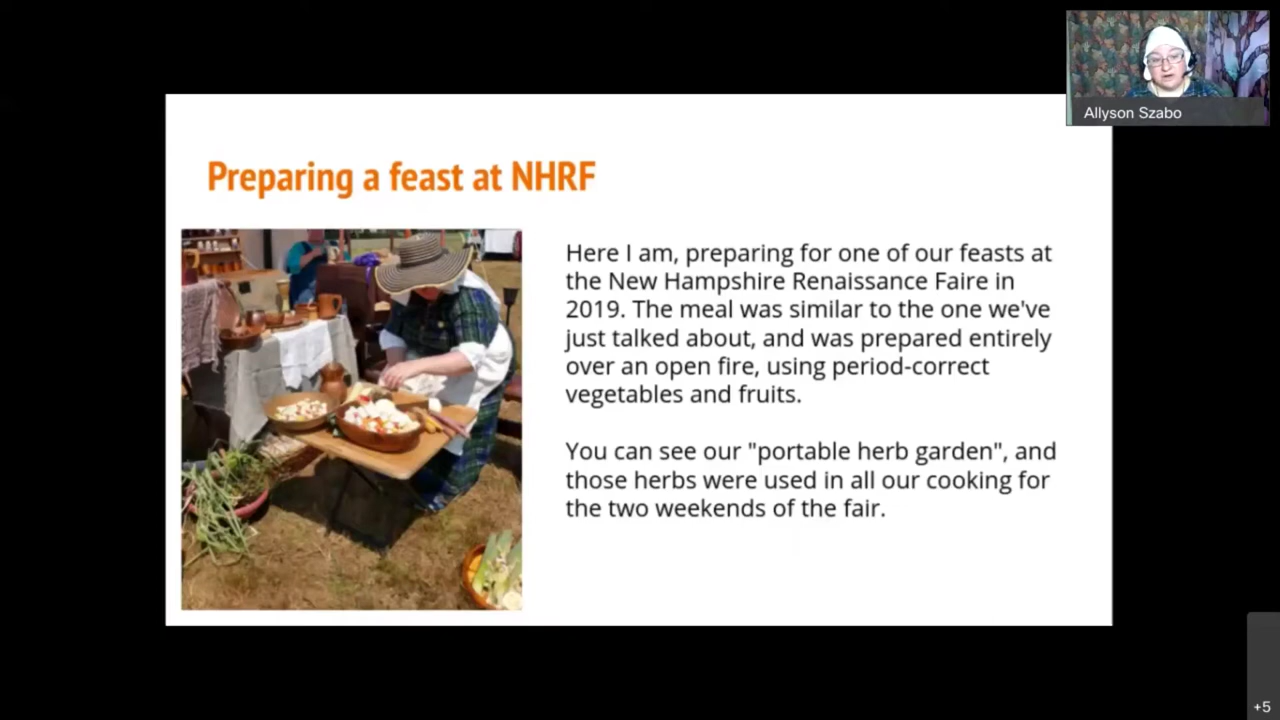 Allyson Szabo
Preparing a feast at NHRF
Here I am, preparing for one of our feasts at
the New Hampshire Renaissance Faire in
2019. The meal was similar to the one we've
just talked about, and was prepared entirely
over an open fire, using period-correct
vegetables and fruits.
You can see our "portable herb garden", and
those herbs were used in all our cooking for
the two weekends of the fair.
+5